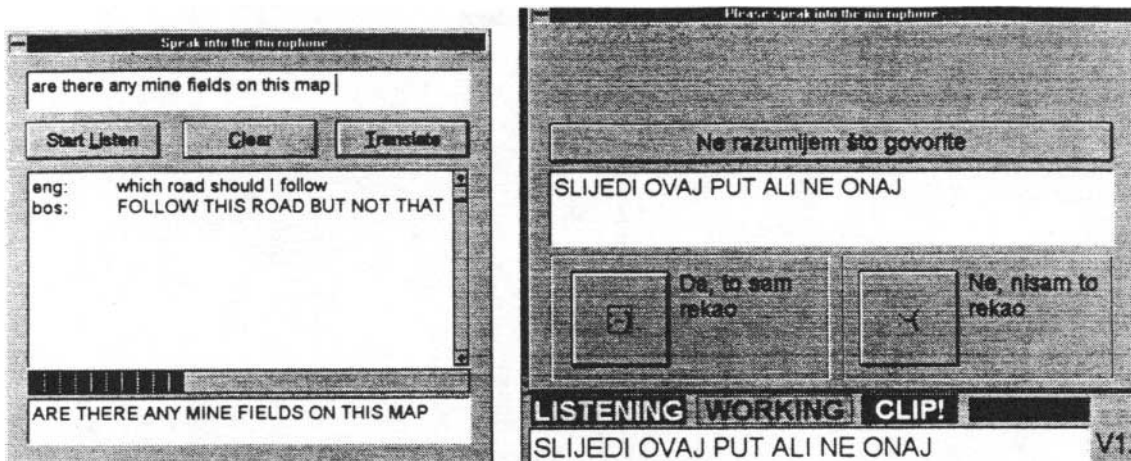 Speak into the microphone
are there any mine fields on this map
Start Listen
Clear
Translate
eng: which road should I follow
bos: FOLLOW THIS ROAD BUT NOT THAT
ARE THERE ANY MINE FIELDS ON THIS MAP
Please speak into the microphone
Ne razumijem što govorite
SLIJEDI OVAJ PUT ALI NE ONAJ
Da, to sam
rekao
Ne, nisam to
rekao
LISTENING WORKING CLIP!
SLIJEDI OVAJ PUT ALI NE ONAJ